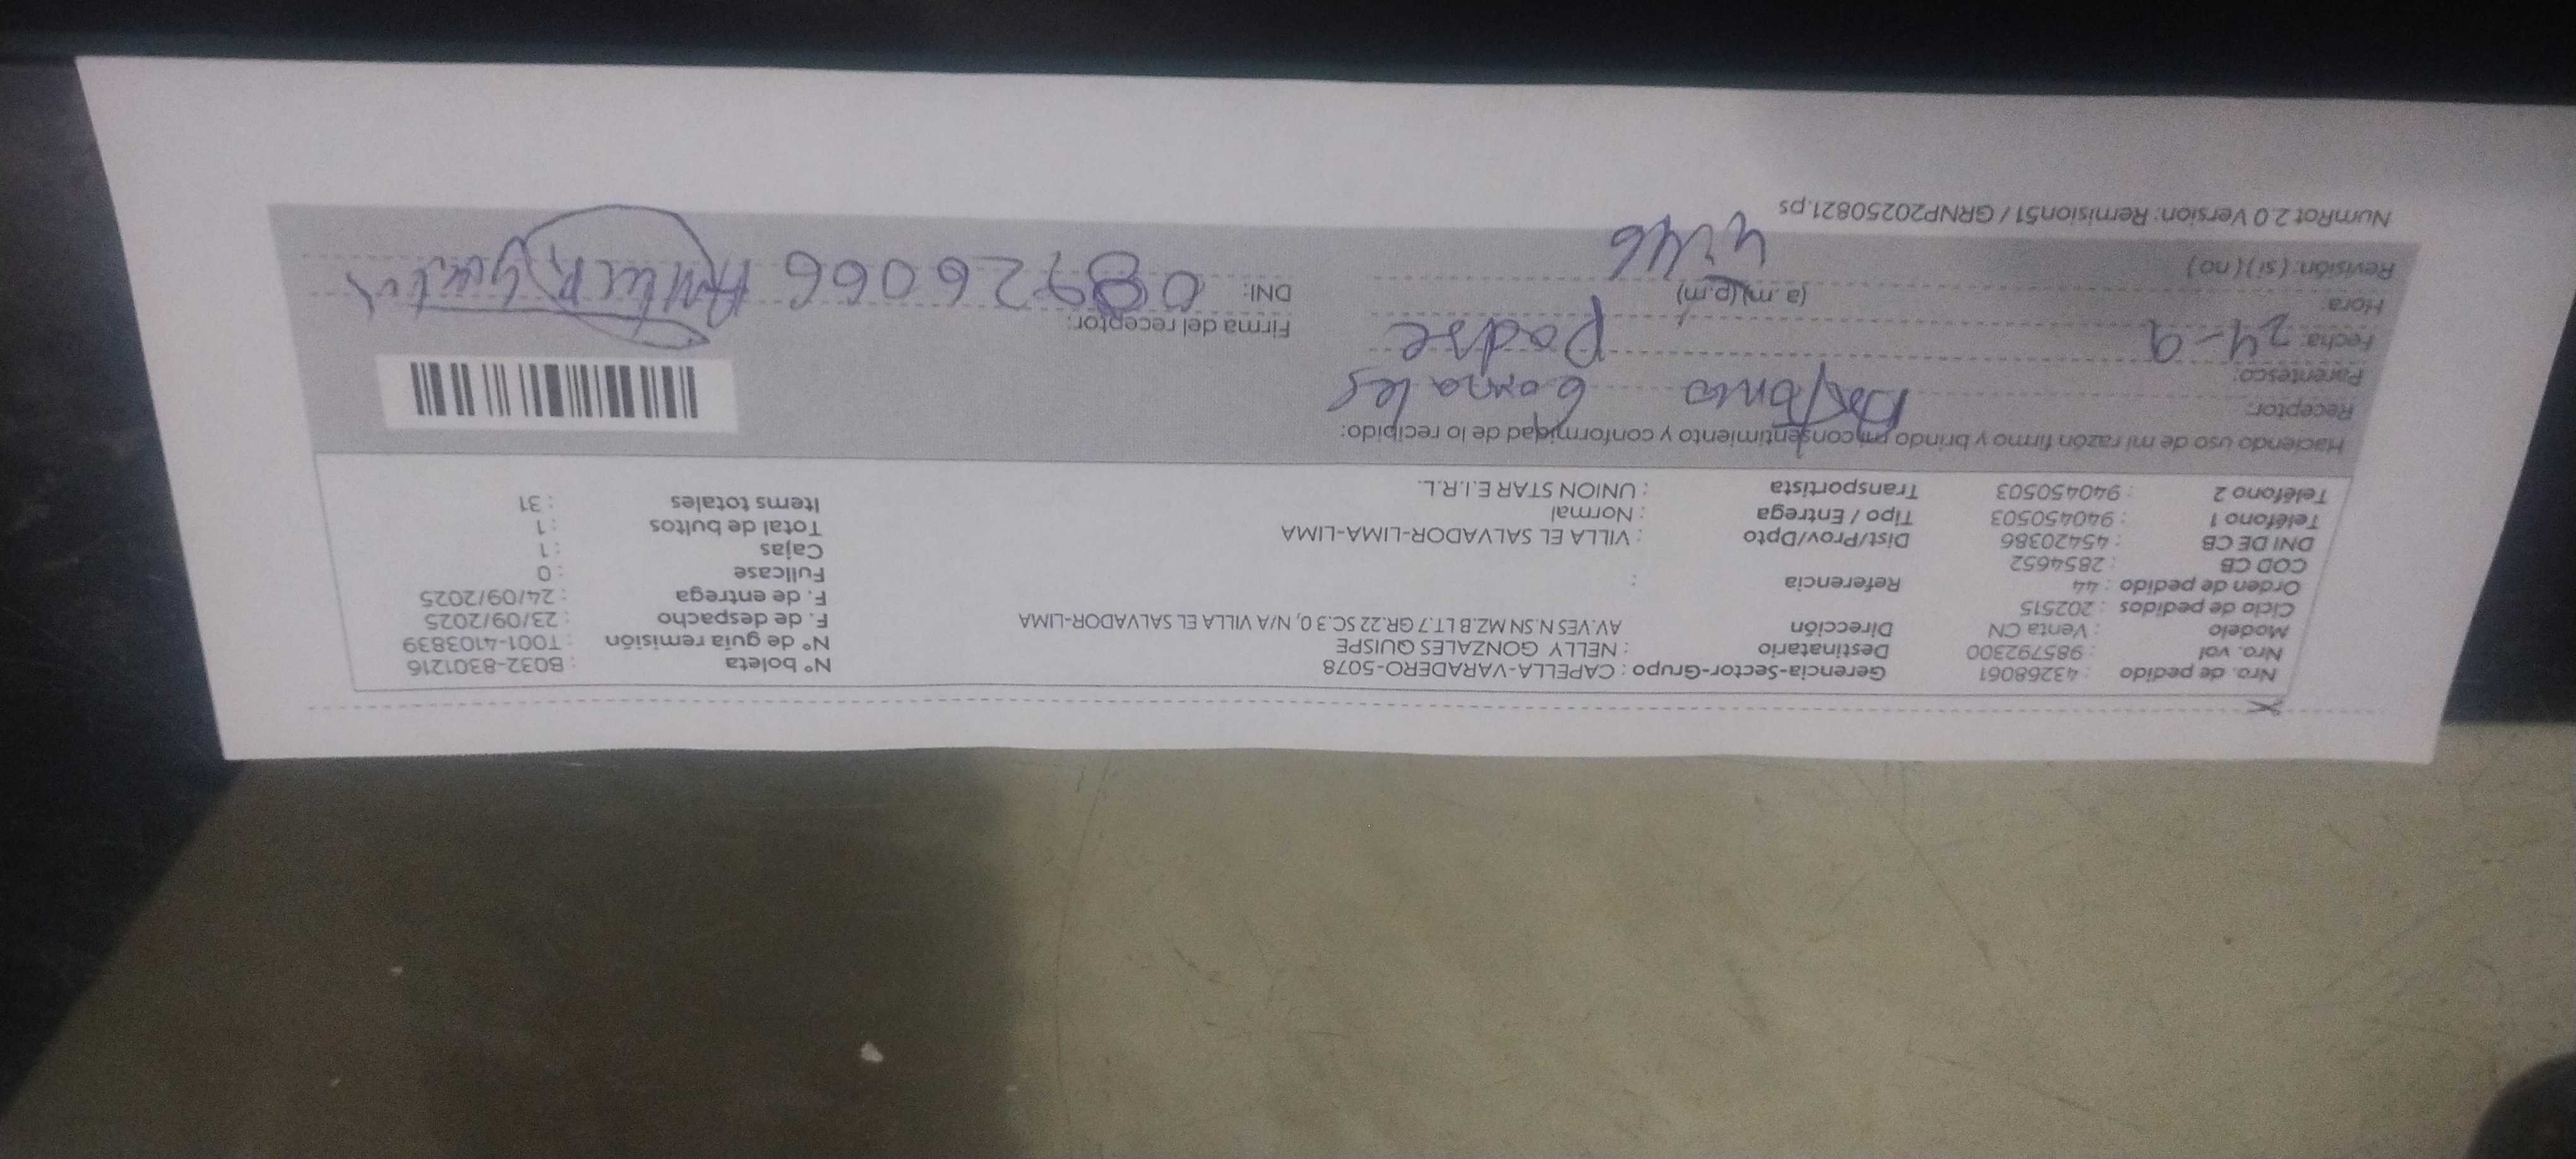 Nro. de pedido : 43268061 Gerencia-Sector-Grupo : CAPELLA-VARADERO-5078 N° boleta : B032-8301216
Nro. val : 985792300 Destinatario : NELLY GONZALES QUISPE N° de guía remisión : T001-4103839
Modelo : Venta CN Dirección AV.VES N.SN MZ.B LT.7 GR.22 SC.3 0, N/A VILLA EL SALVADOR-LIMA F. de despacho : 23/09/2025
Ciclo de pedidos : 202515 F. de entrega : 24/09/2025
Orden de pedido : 44 Referencia : Fullcase : 0
COD CB : 2854652 Cajas : 1
DNI DE CB : 45420386 Dist/Prov/Dpto : VILLA EL SALVADOR-LIMA-LIMA Total de bultos : 1
Teléfono 1 : 940450503 Tipo / Entrega : Normal Items totales : 31
Teléfono 2 : 940450503 Transportista : UNION STAR E.I.R.L.
Haciendo uso de mi razón firmo y brindo mi consentimiento y conformidad de lo recibido:
Receptor:
Parentesco: Padre
Fecha: 24-9 Firma del receptor:
Hora: (a.m) (p.m) 4:46 DNI:
Revisión: (si) (no)
NumRot 2.0 Version: Remision51 / GRNP20250821.ps